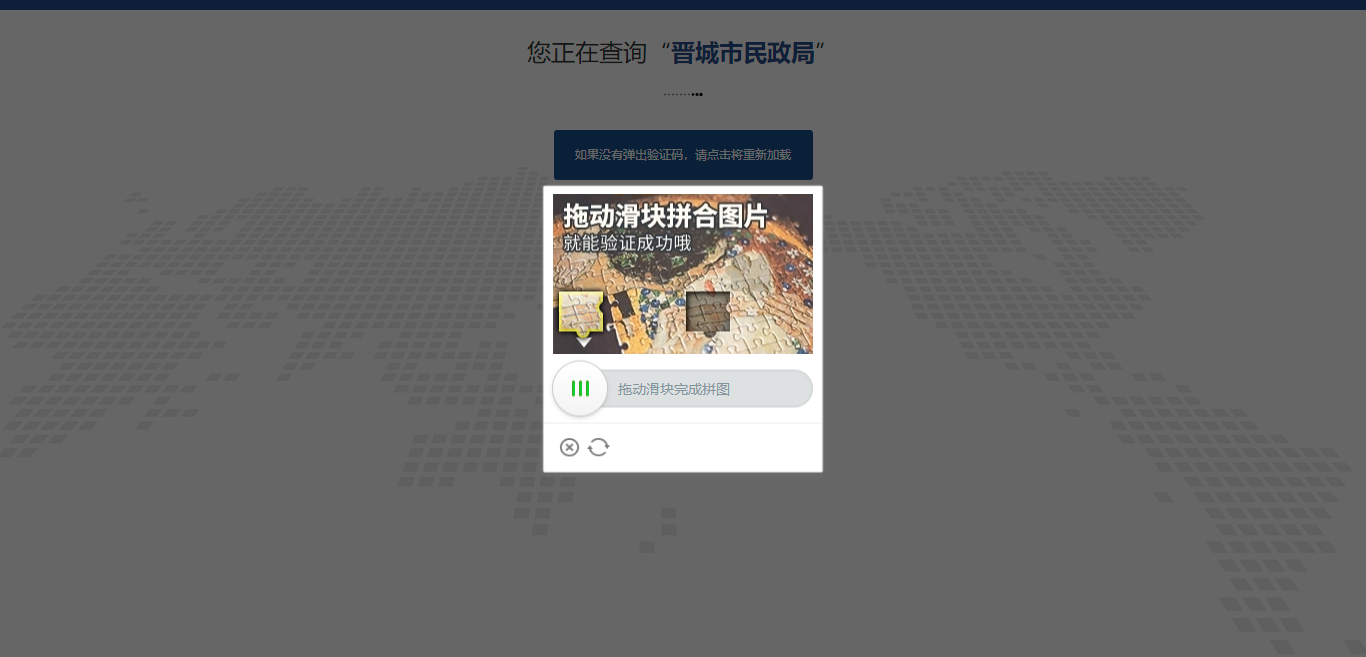 您正在查询“晋城市民政局”
如果没有弹出验证码，请点击将重新加载
拖动滑块拼合图片
就能验证成功哦
拖动滑块完成拼图